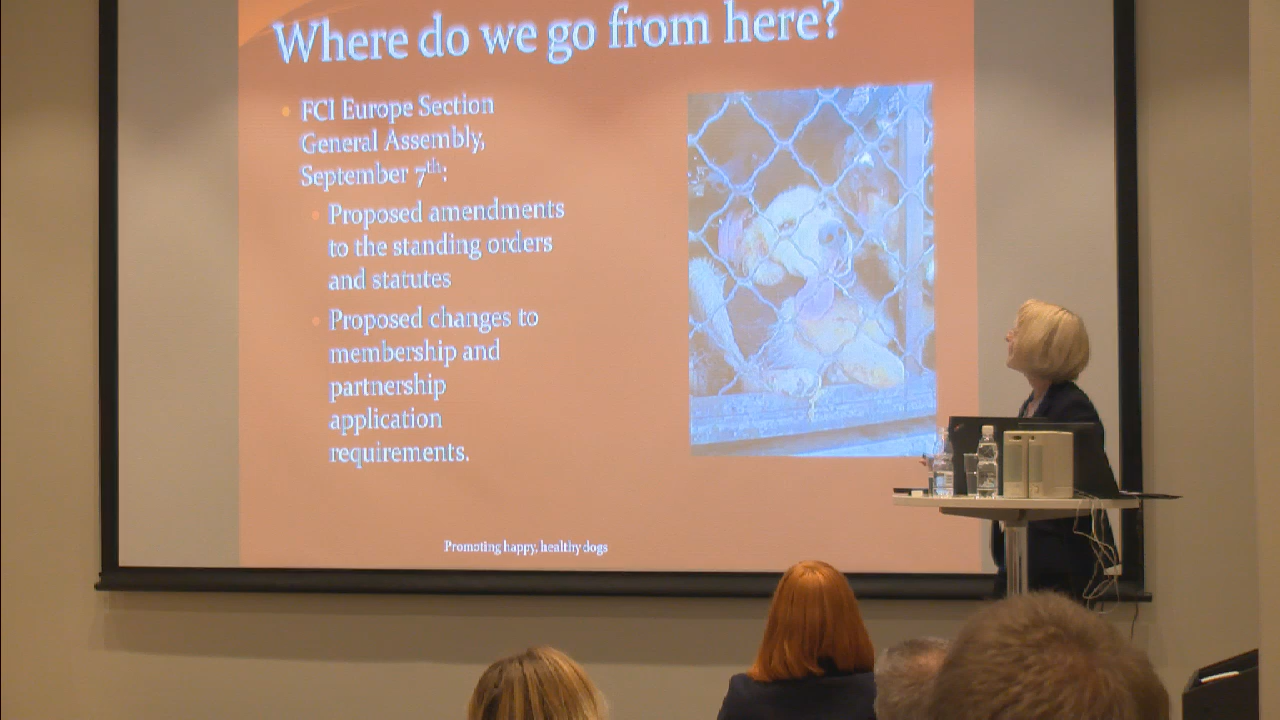 Where do we go from here?
• FCI Europe Section
General Assembly,
September 7th:
• Proposed amendments
to the standing orders
and statutes
• Proposed changes to
membership and
partnership
application
requirements.
Promoting happy, healthy dogs